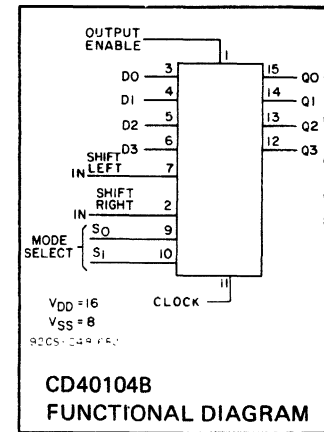 OUTPUT
ENABLE
1
D0 3 15 Q0
D1 4 14 Q1
D2 5 13 Q2
D3 6 12 Q3
SHIFT
LEFT
IN 7
SHIFT
RIGHT
IN 2
MODE
SELECT
S0 9
S1 10
11
CLOCK
VDD = 16
VSS = 8
CD40104B
FUNCTIONAL DIAGRAM